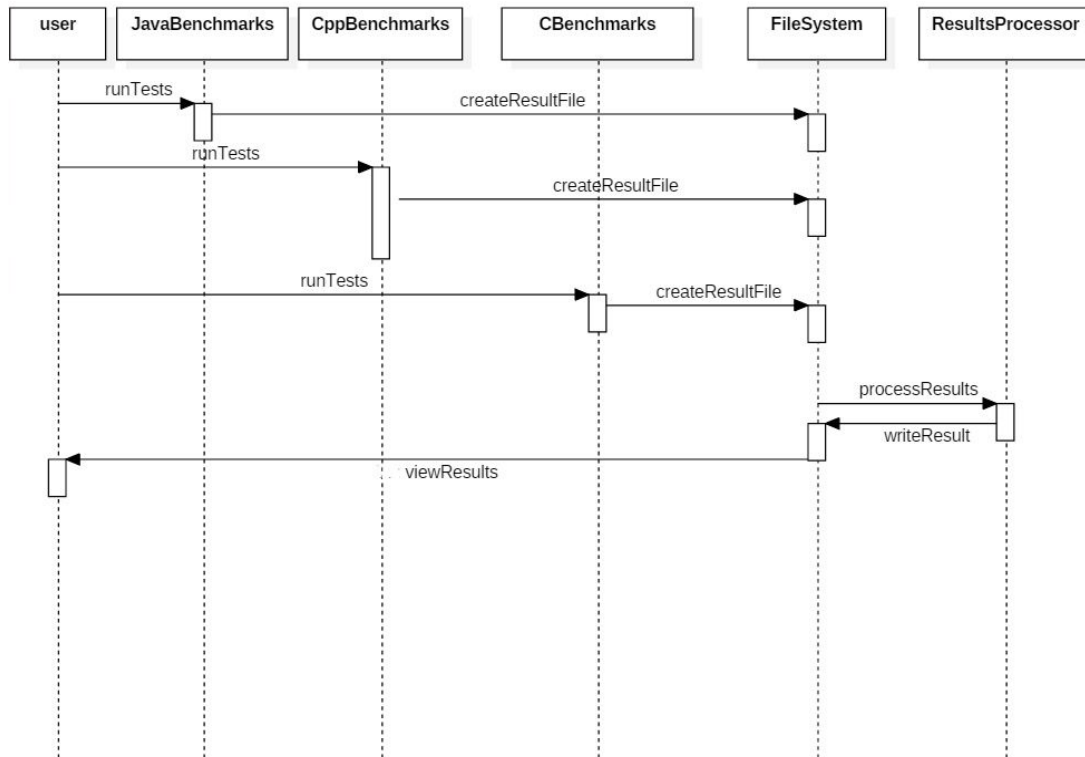 user JavaBenchmarks CppBenchmarks CBenchmarks FileSystem ResultsProcessor
runTests
createResultFile
runTests
createResultFile
runTests
createResultFile
processResults
writeResult
viewResults